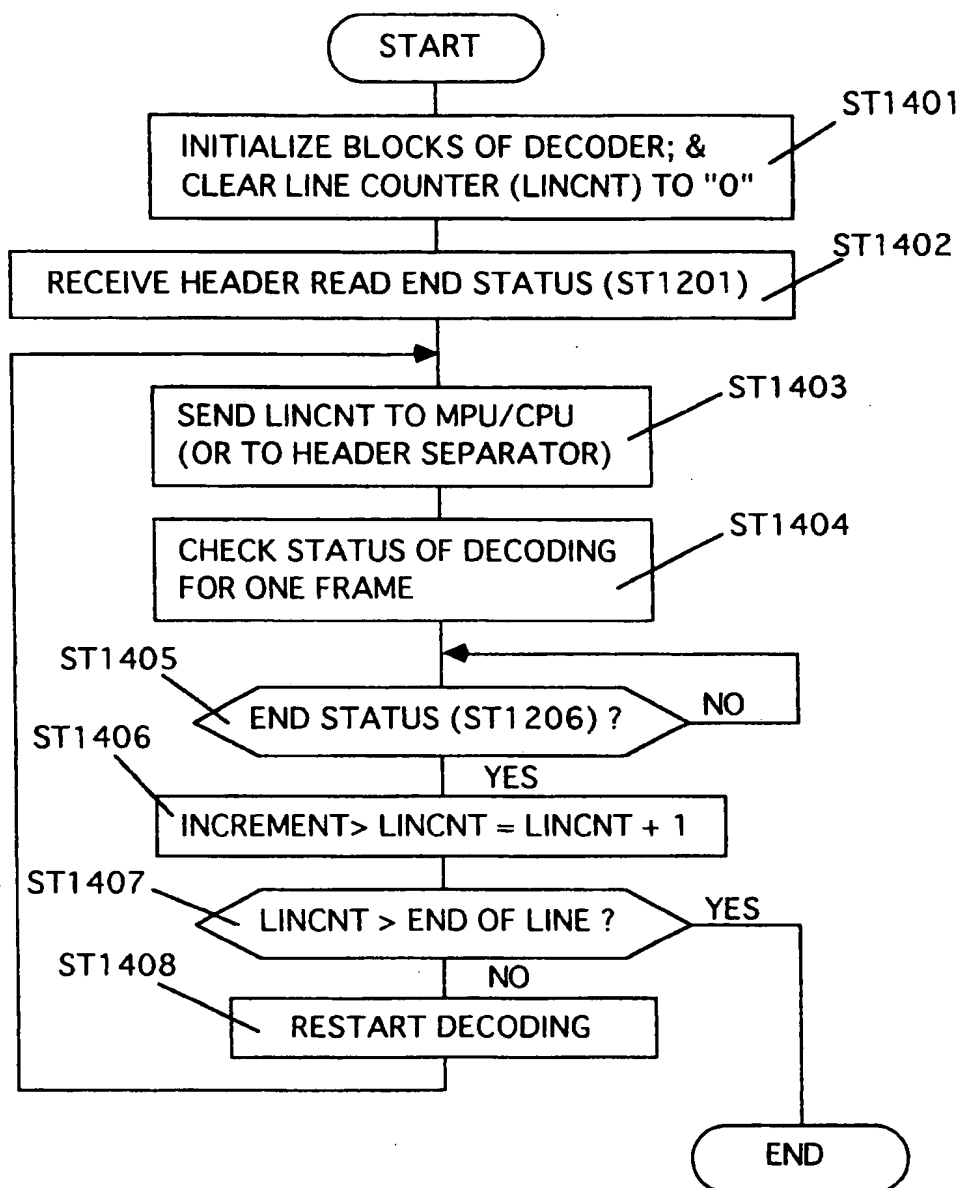 START
ST1401
INITIALIZE BLOCKS OF DECODER; &
CLEAR LINE COUNTER (LINCNT) TO "0"
ST1402
RECEIVE HEADER READ END STATUS (ST1201)
ST1403
SEND LINCNT TO MPU/CPU
(OR TO HEADER SEPARATOR)
ST1404
CHECK STATUS OF DECODING
FOR ONE FRAME
ST1405
END STATUS (ST1206) ?
NO
ST1406
YES
INCREMENT> LINCNT = LINCNT + 1
ST1407
LINCNT > END OF LINE ?
YES
ST1408
NO
RESTART DECODING
END